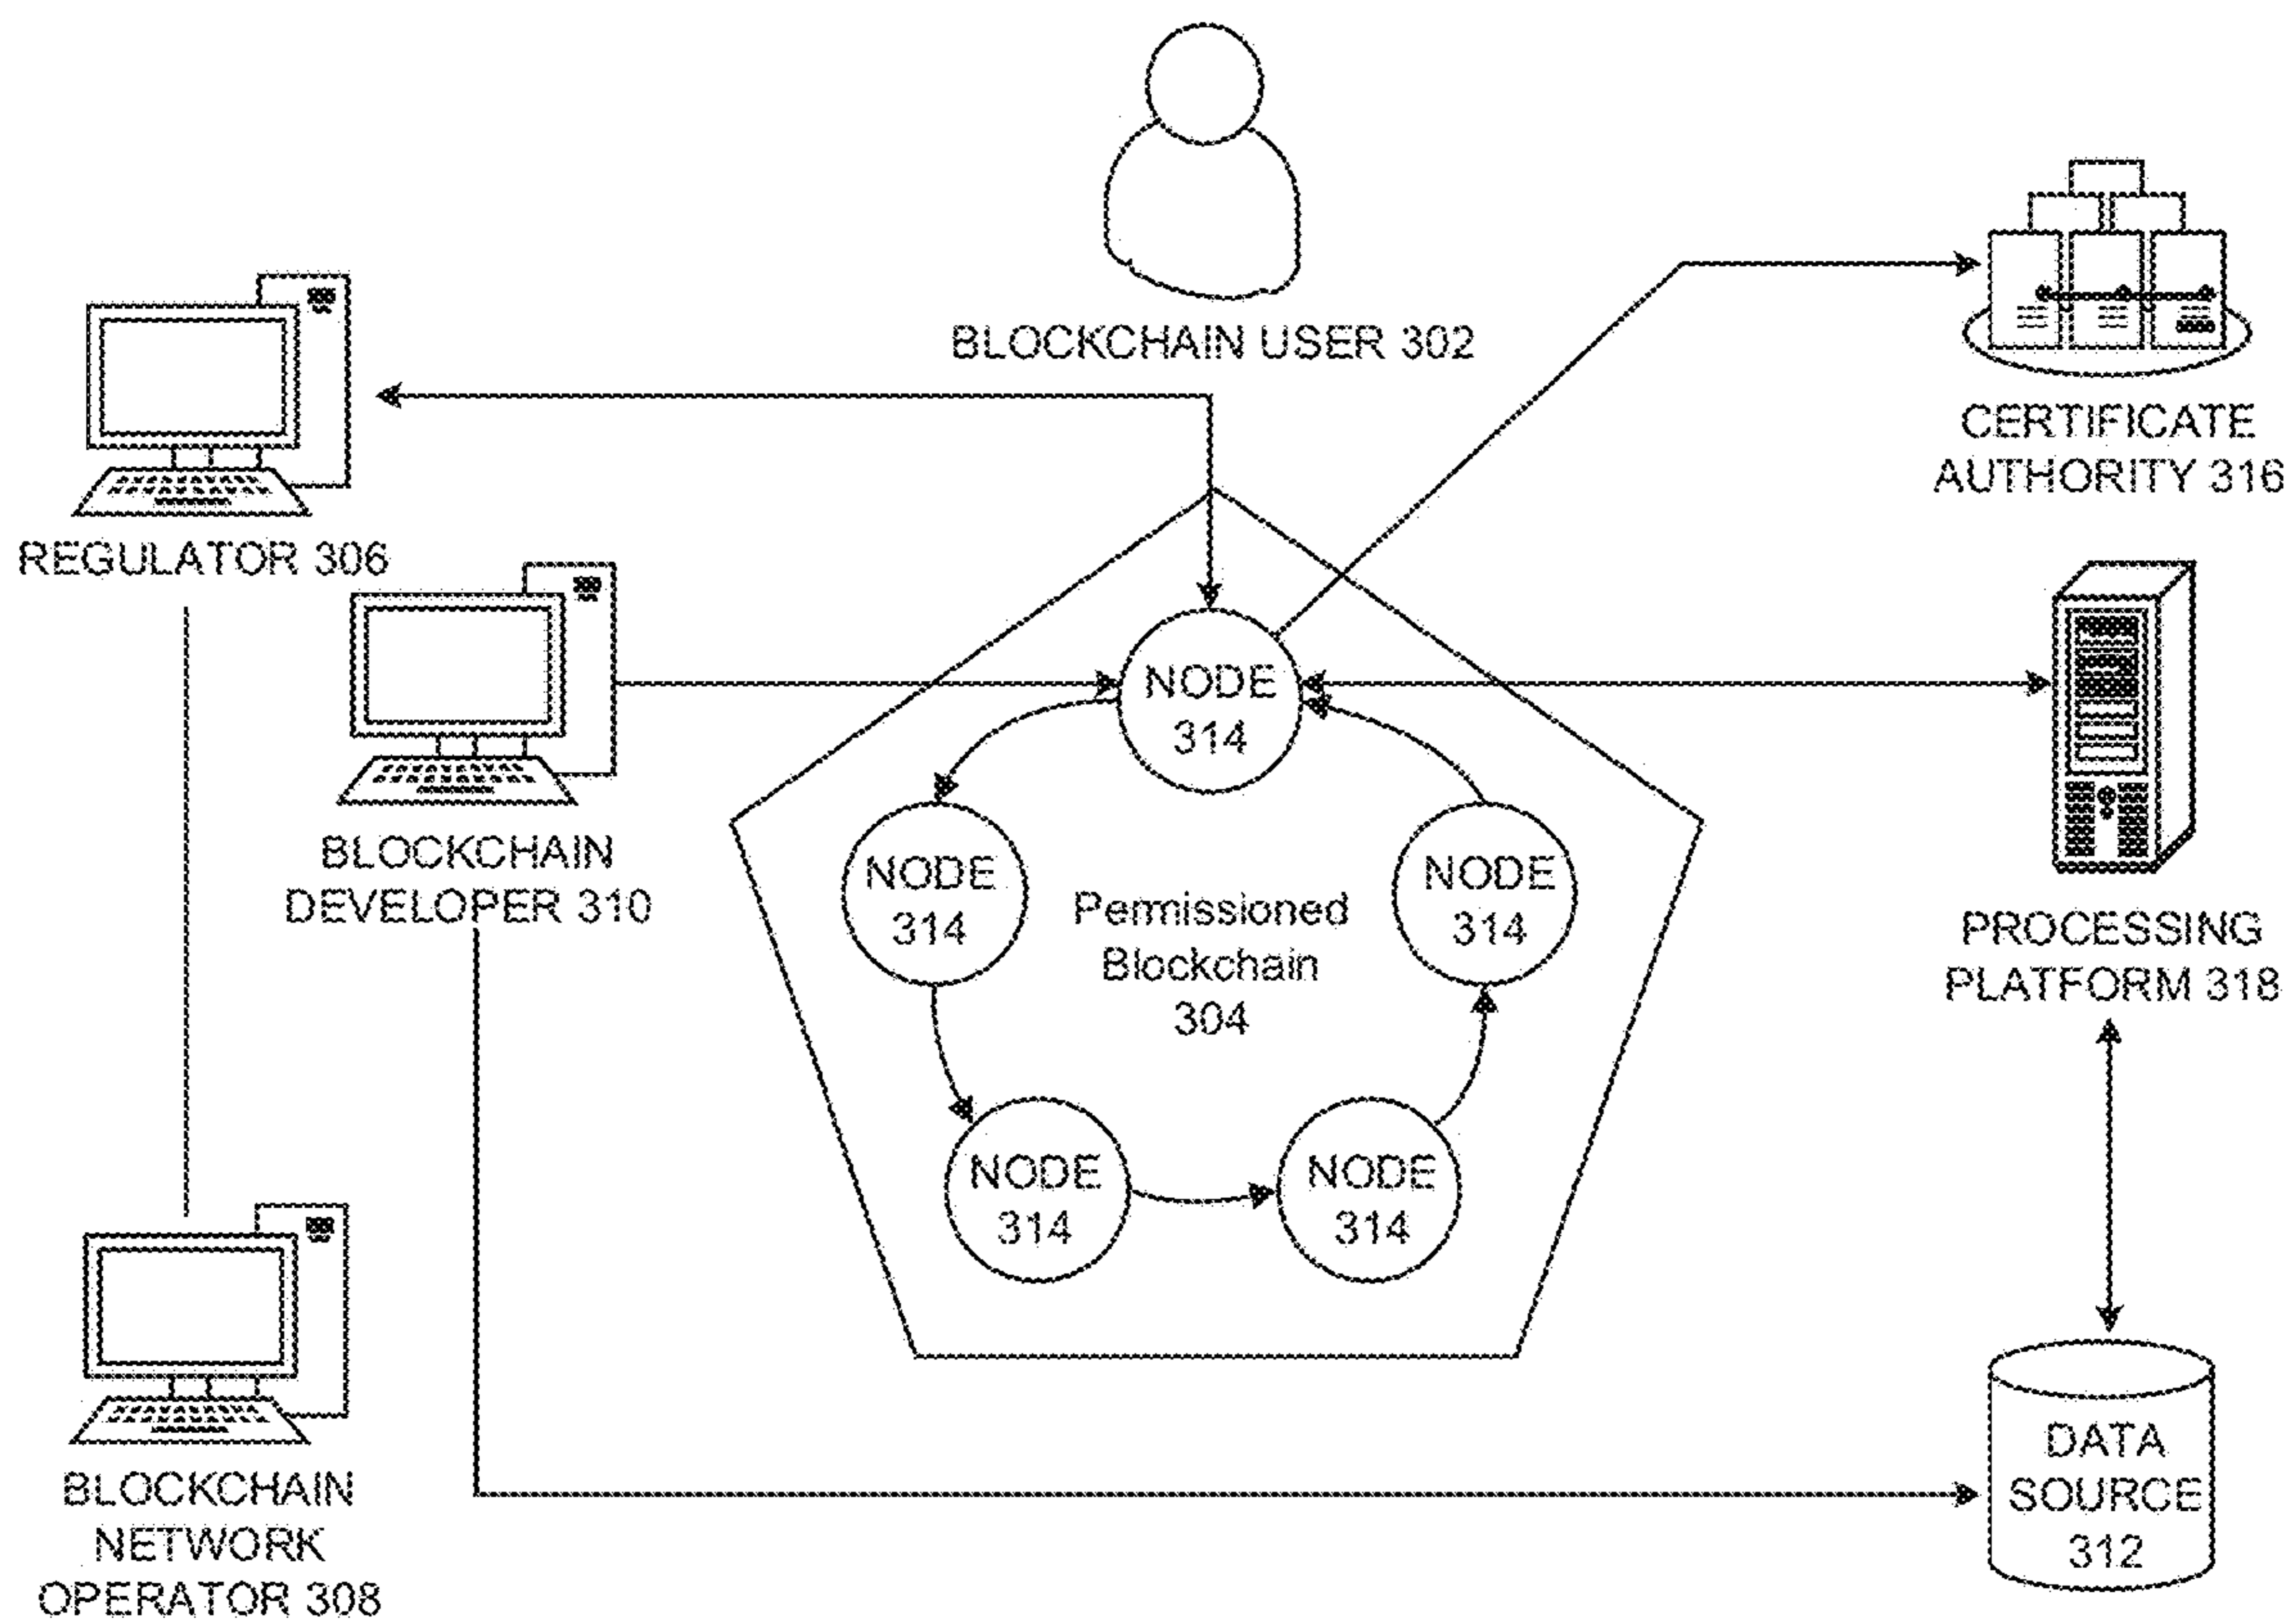 BLOCKCHAIN USER 302
CERTIFICATE
AUTHORITY 316
REGULATOR 306
BLOCKCHAIN
DEVELOPER 310
NODE
314
NODE
314
Permissioned
Blockchain
304
NODE
314
PROCESSING
PLATFORM 318
NODE
314
NODE
314
BLOCKCHAIN
NETWORK
OPERATOR 308
DATA
SOURCE
312